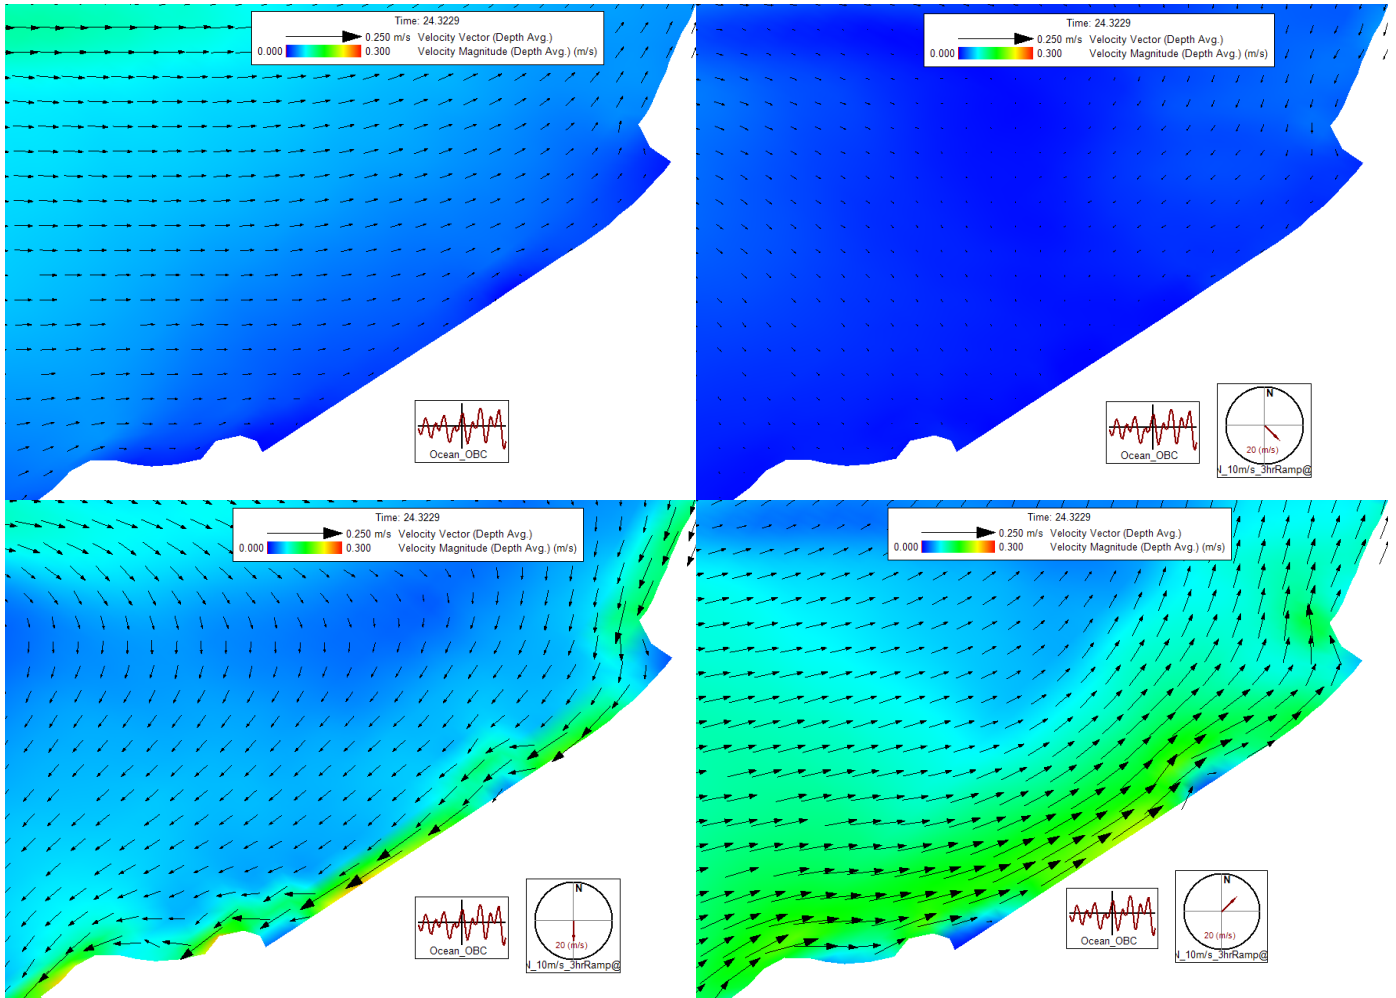 Time: 24.3229
0.250 m/s Velocity Vector (Depth Avg.)
0.000 0.300 Velocity Magnitude (Depth Avg.) (m/s)
Ocean_OBC
Time: 24.3229
0.250 m/s Velocity Vector (Depth Avg.)
0.000 0.300 Velocity Magnitude (Depth Avg.) (m/s)
Ocean_OBC
N
20 (m/s)
N_10m/s_3hrRamp@
Time: 24.3229
0.250 m/s Velocity Vector (Depth Avg.)
0.000 0.300 Velocity Magnitude (Depth Avg.) (m/s)
Ocean_OBC
N
20 (m/s)
N_10m/s_3hrRamp@
Time: 24.3229
0.250 m/s Velocity Vector (Depth Avg.)
0.000 0.300 Velocity Magnitude (Depth Avg.) (m/s)
Ocean_OBC
N
20 (m/s)
N_10m/s_3hrRamp@